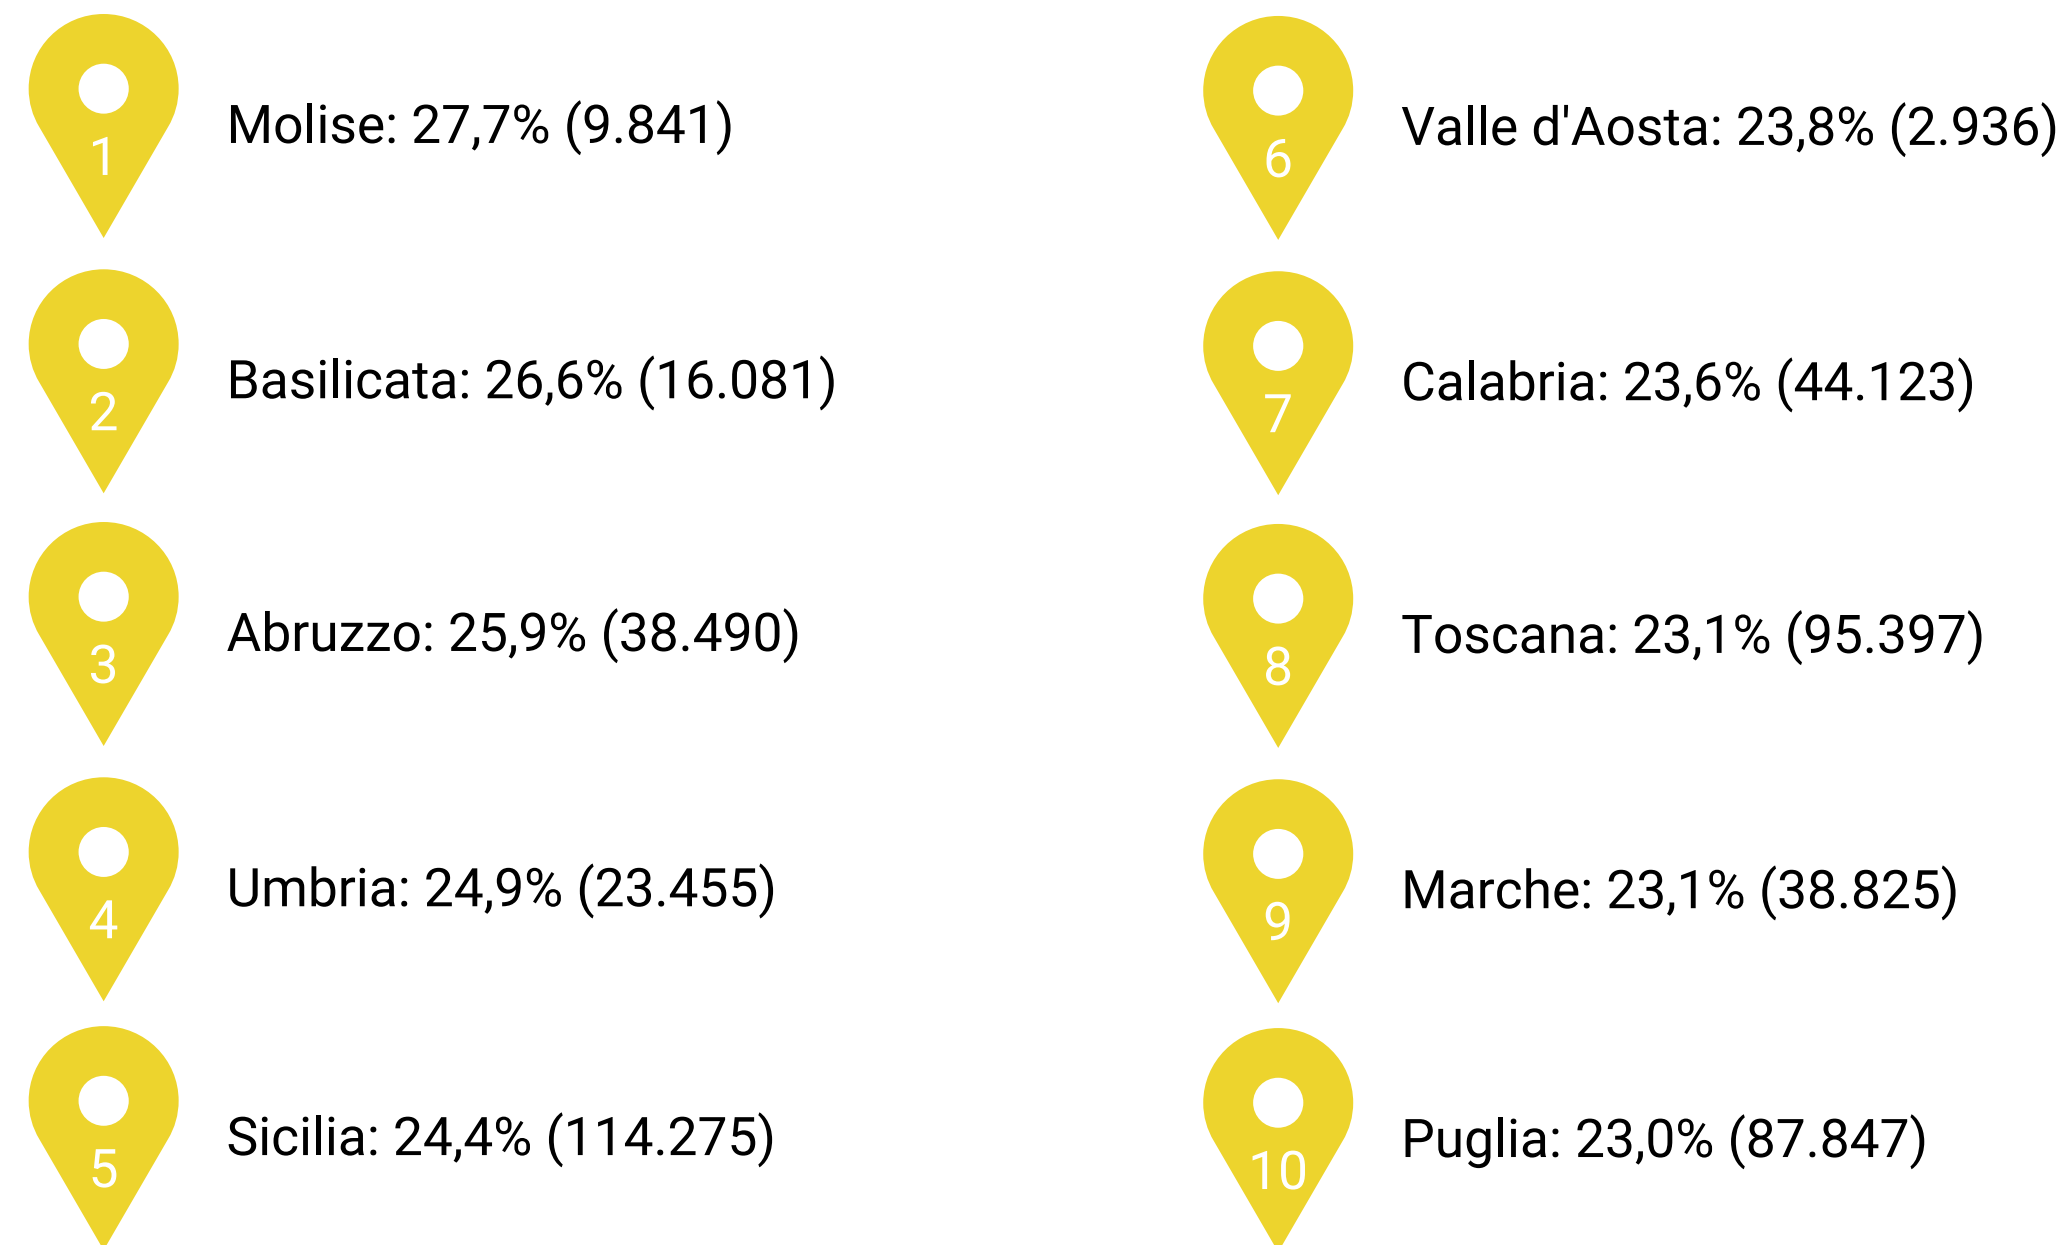 1
Molise: 27,7% (9.841)
2
Basilicata: 26,6% (16.081)
3
Abruzzo: 25,9% (38.490)
4
Umbria: 24,9% (23.455)
5
Sicilia: 24,4% (114.275)
6
Valle d'Aosta: 23,8% (2.936)
7
Calabria: 23,6% (44.123)
8
Toscana: 23,1% (95.397)
9
Marche: 23,1% (38.825)
10
Puglia: 23,0% (87.847)